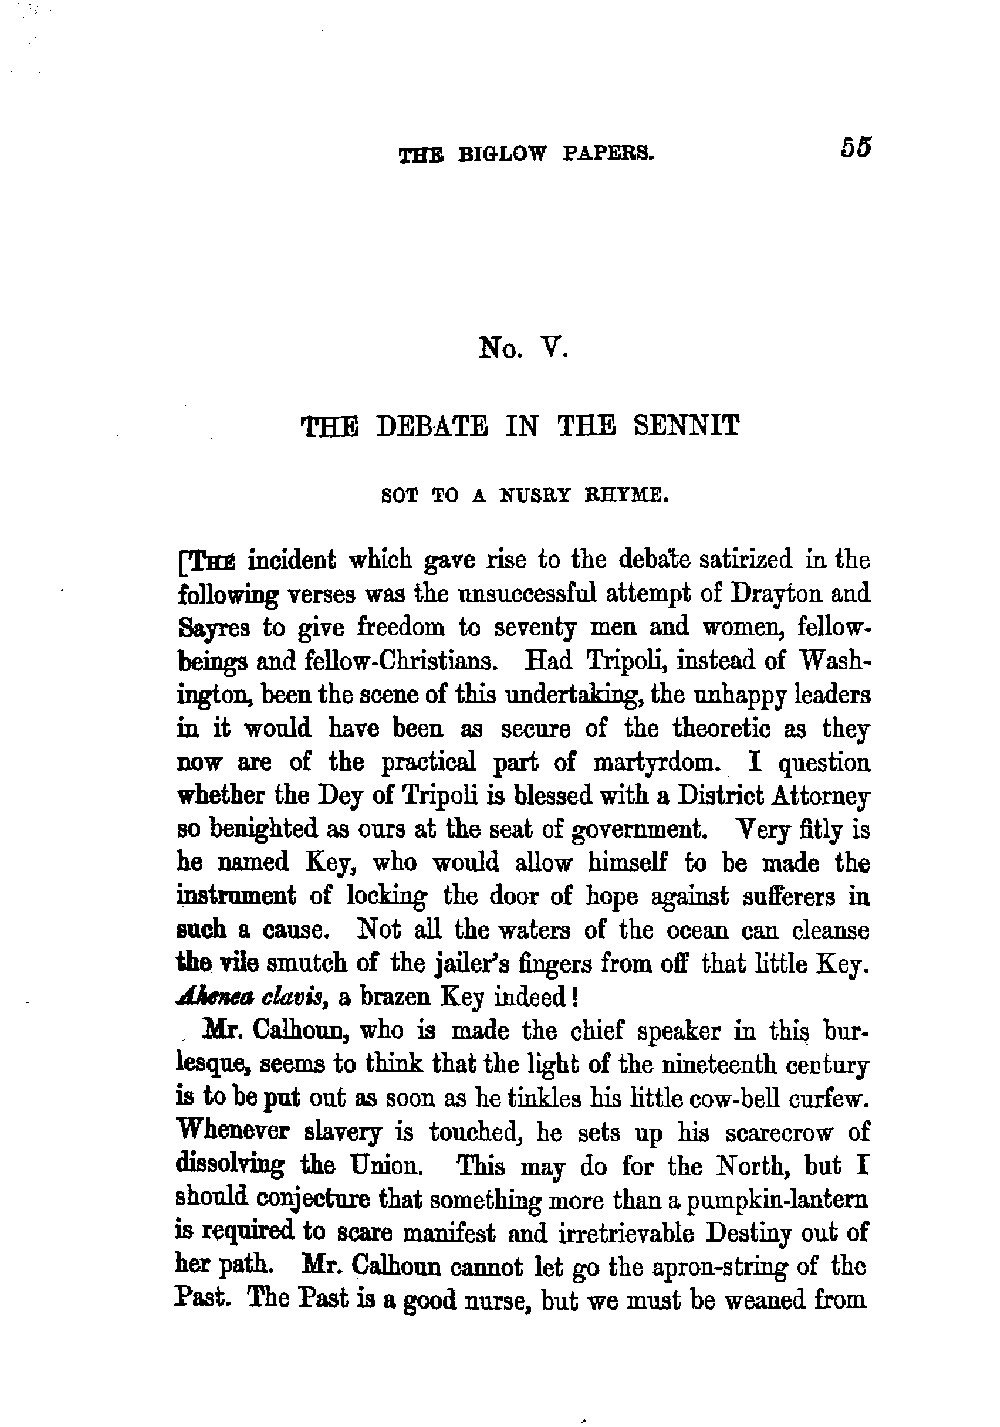 THE BIGLOW PAPERS. 55
No. V.
THE DEBATE IN THE SENNIT
SOT TO A NUSRY RHYME.
[THE incident which gave rise to the debate satirized in the
following verses was the unsuccessful attempt of Drayton and
Sayres to give freedom to seventy men and women, fellow-
beings and fellow-Christians. Had Tripoli, instead of Wash-
ington, been the scene of this undertaking, the unhappy leaders
in it would have been as secure of the theoretic as they
now are of the practical part of martyrdom. I question
whether the Dey of Tripoli is blessed with a District Attorney
so benighted as ours at the seat of government. Very fitly is
he named Key, who would allow himself to be made the
instrument of locking the door of hope against sufferers in
such a cause. Not all the waters of the ocean can cleanse
the vile smutch of the jailer's fingers from off that little Key.
Ahenea clavis, a brazen Key indeed!
Mr. Calhoun, who is made the chief speaker in this bur-
lesque, seems to think that the light of the nineteenth century
is to be put out as soon as he tinkles his little cow-bell curfew.
Whenever slavery is touched, he sets up his scarecrow of
dissolving the Union. This may do for the North, but I
should conjecture that something more than a pumpkin-lantern
is required to scare manifest and irretrievable Destiny out of
her path. Mr. Calhoun cannot let go the apron-string of the
Past. The Past is a good nurse, but we must be weaned from